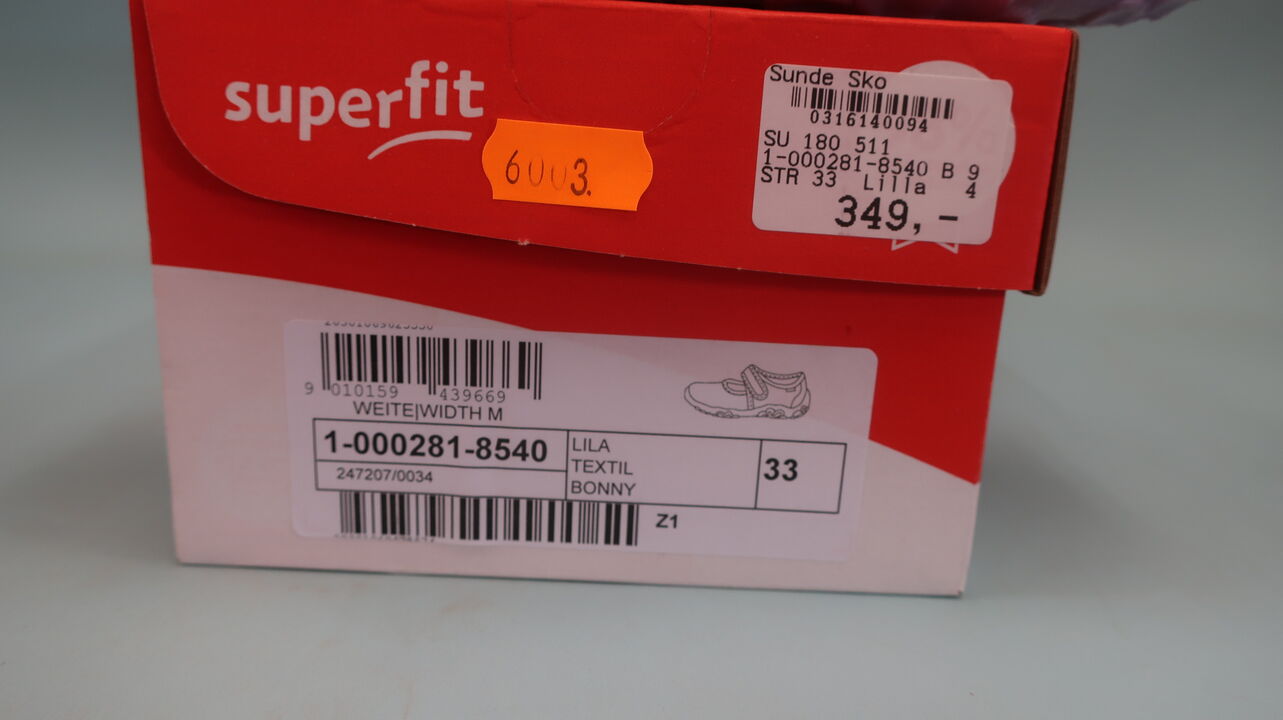 superfit
6003.
Sunde Sko
0316140094
SU 180 511
1-000281-8540 B 9
STR 33 Lilla 4
349,-
9 010159 439669
WEITE|WIDTH M
1-000281-8540
247207/0034
LILA
TEXTIL
BONNY
33
Z1